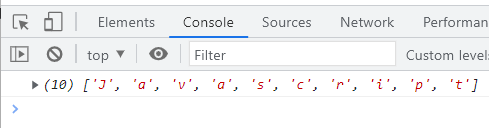 Elements Console Sources Network Performan
top Filter Custom levels
(10) ['J', 'a', 'v', 'a', 's', 'c', 'r', 'i', 'p', 't']